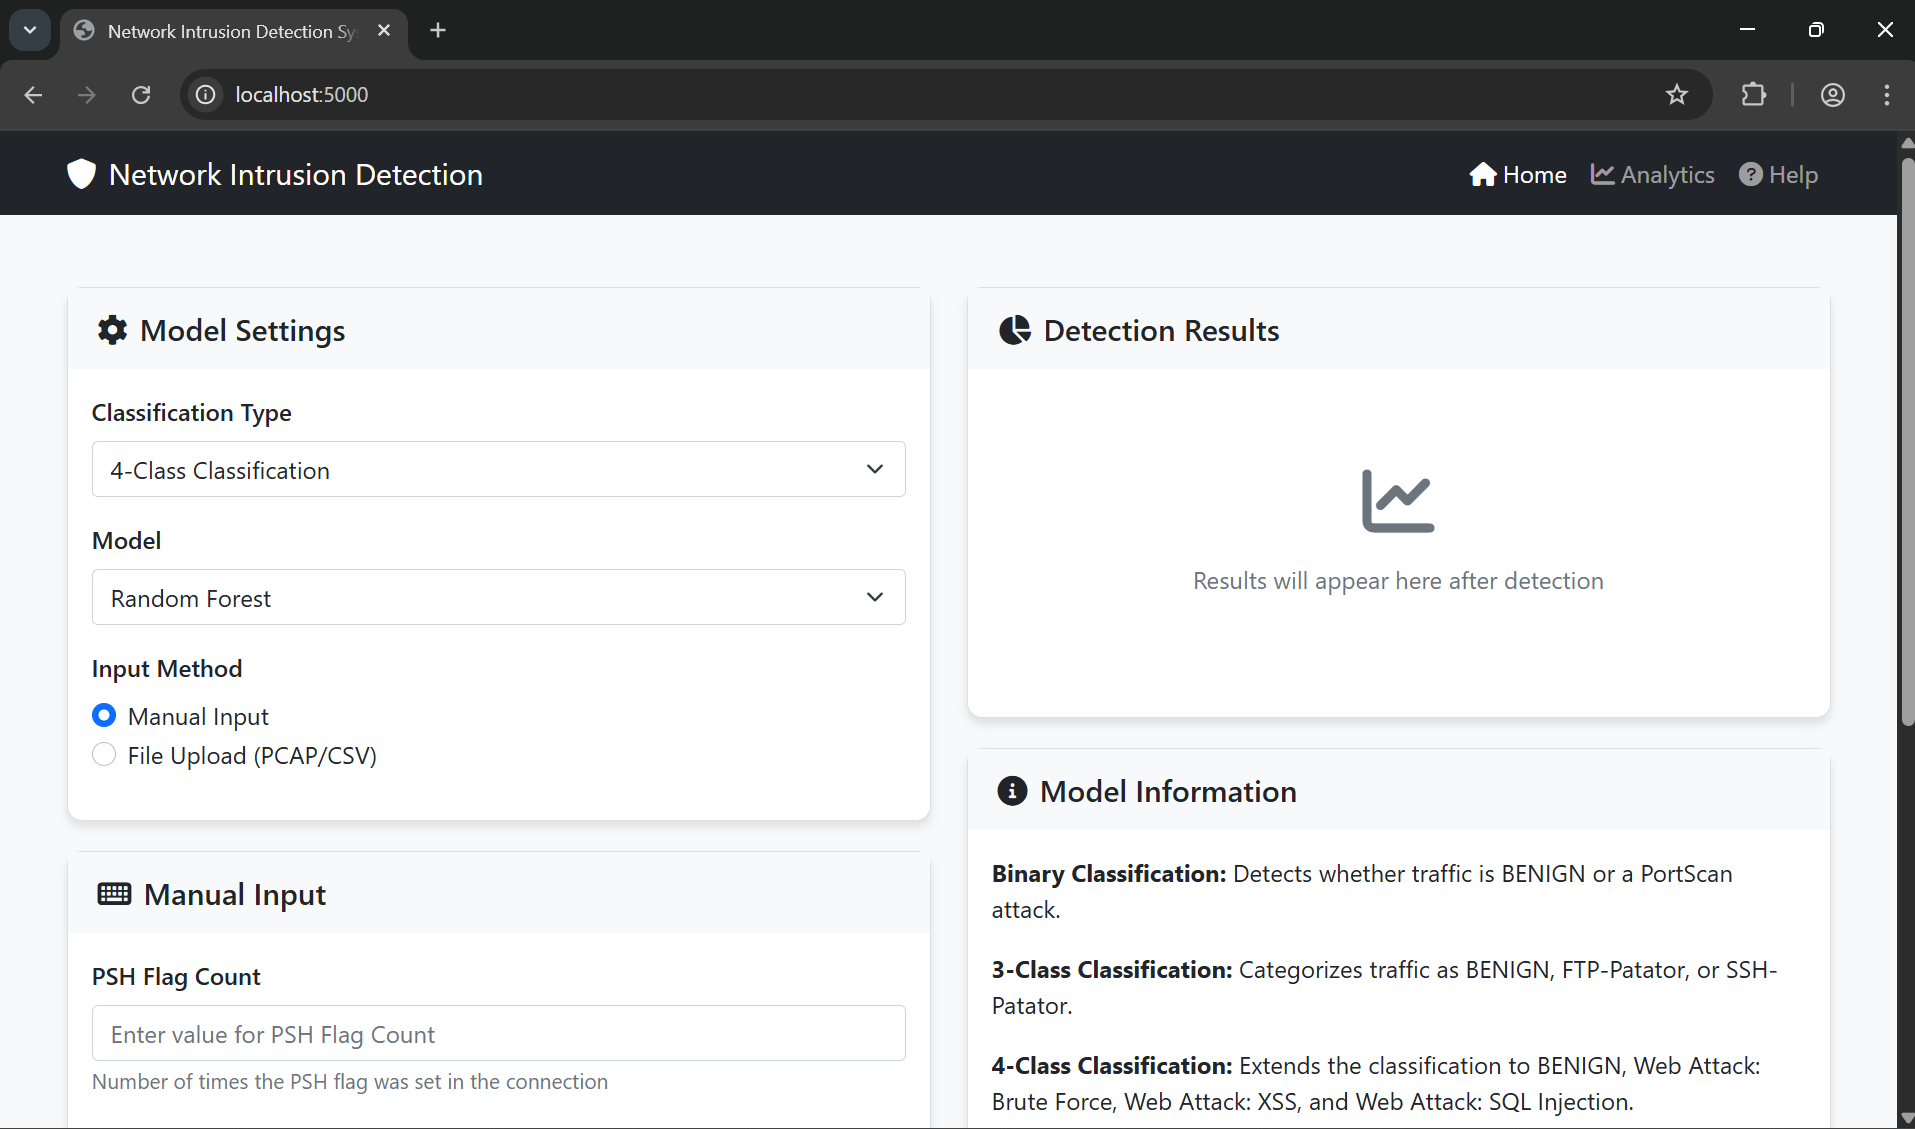 Network Intrusion Detection Sy
localhost:5000
Network Intrusion Detection
Home
Analytics
Help
Model Settings
Classification Type
4-Class Classification
Model
Random Forest
Input Method
Manual Input
File Upload (PCAP/CSV)
Manual Input
PSH Flag Count
Enter value for PSH Flag Count
Number of times the PSH flag was set in the connection
Detection Results
Results will appear here after detection
Model Information
Binary Classification: Detects whether traffic is BENIGN or a PortScan
attack.
3-Class Classification: Categorizes traffic as BENIGN, FTP-Patator, or SSH-
Patator.
4-Class Classification: Extends the classification to BENIGN, Web Attack:
Brute Force, Web Attack: XSS, and Web Attack: SQL Injection.